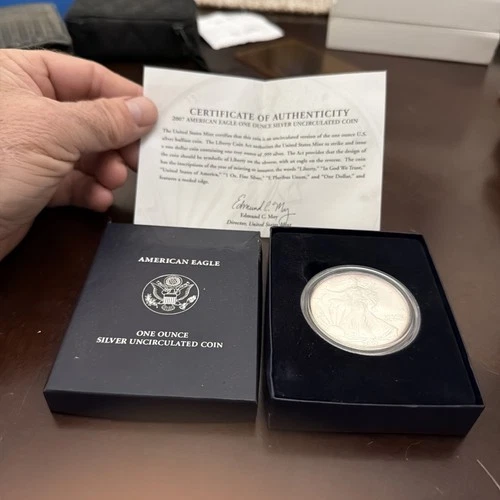 CERTIFICATE OF AUTHENTICITY
2007 AMERICAN EAGLE ONE OUNCE SILVER UNCIRCULATED COIN
The United States Mint certifies that this coin is an uncirculated version of the one ounce U.S.
silver bullion coin. The Liberty Coin Act authorizes the United States Mint to strike and issue
a one dollar coin containing one troy ounce of .999 silver. The Act provides that the design of
the coin should be symbolic of Liberty on the obverse, with an eagle on the reverse. The coin
has the inscriptions of the year of minting or issuance, the words "Liberty," "In God We Trust,"
"United States of America," "1 Oz. Fine Silver," "E Pluribus Unum," and "One Dollar," and
features a reeded edge.
Edmund C. Moy
Edmund C. Moy
Director, United States Mint
AMERICAN EAGLE
ONE OUNCE
SILVER UNCIRCULATED COIN